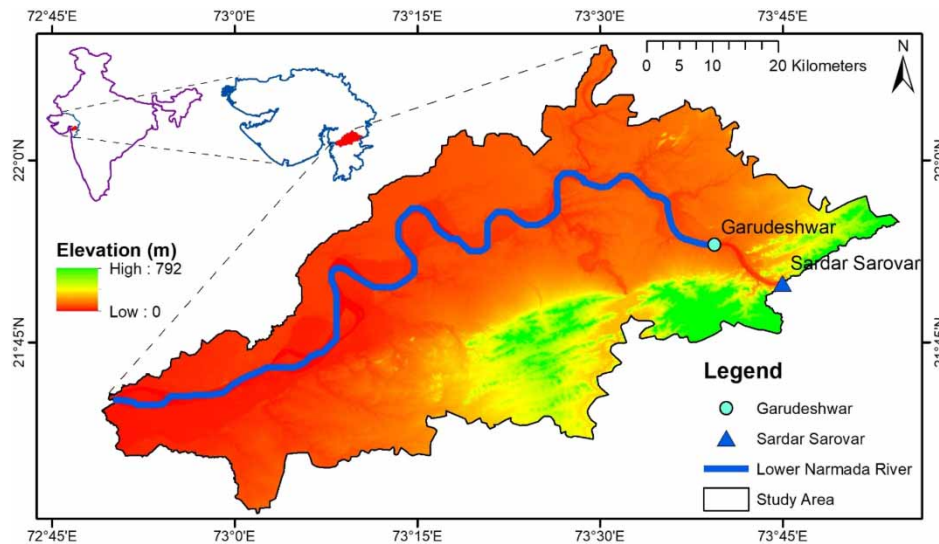 72°45'E 73°0'E 73°15'E 73°30'E 73°45'E
N
0 5 10 20 Kilometers
22°0'N 22°0'N
Garudeshwar
Elevation (m)
High : 792
Low : 0
Sardar Sarovar
21°45'N 21°45'N
Legend
Garudeshwar
Sardar Sarovar
Lower Narmada River
Study Area
72°45'E 73°0'E 73°15'E 73°30'E 73°45'E